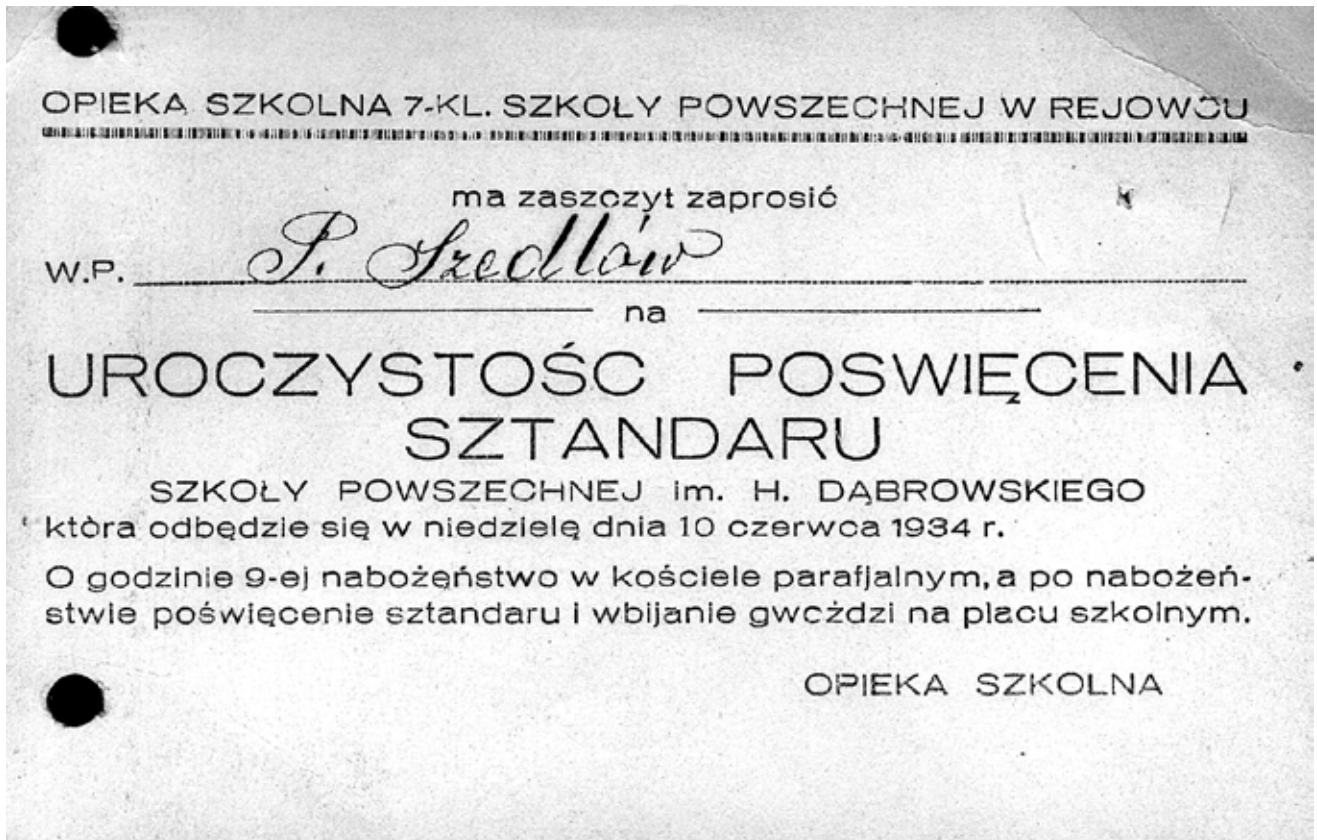 OPIEKA SZKOLNA 7-KL. SZKOŁY POWSZECHNEJ W REJOWCU
ma zaszczyt zaprosić
W.P. P. Szedlów
na
UROCZYSTOŚC POSWIĘCENIA
SZTANDARU
SZKOŁY POWSZECHNEJ im. H. DĄBROWSKIEGO
która odbędzie się w niedzielę dnia 10 czerwca 1934 r.
O godzinie 9-ej nabożęństwo w kościele parafjalnym, a po nabożeń-
stwie poświęcenie sztandaru i wbijanie gwcździ na placu szkolnym.
OPIEKA SZKOLNA